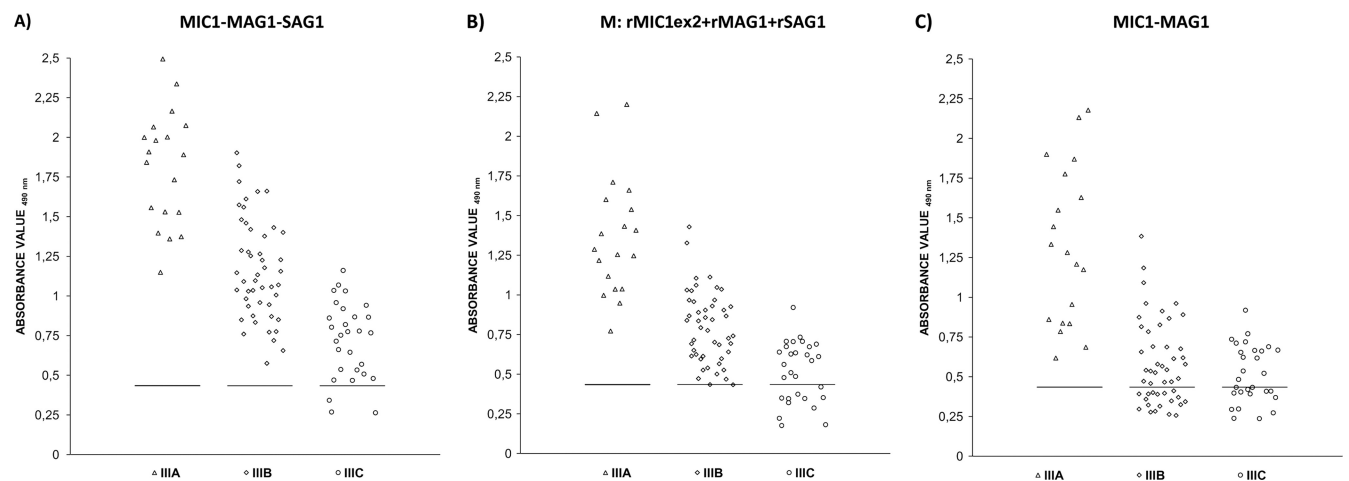 A)
MIC1-MAG1-SAG1
ABSORBANCE VALUE 490 nm
2,5
2,25
2
1,75
1,5
1,25
1
0,75
0,5
0,25
0
IIIA
IIIB
IIIC
B)
M: rMIC1ex2+rMAG1+rSAG1
ABSORBANCE VALUE 490 nm
2,5
2,25
2
1,75
1,5
1,25
1
0,75
0,5
0,25
0
IIIA
IIIB
IIIC
C)
MIC1-MAG1
ABSORBANCE VALUE 490 nm
2,5
2,25
2
1,75
1,5
1,25
1
0,75
0,5
0,25
0
IIIA
IIIB
IIIC